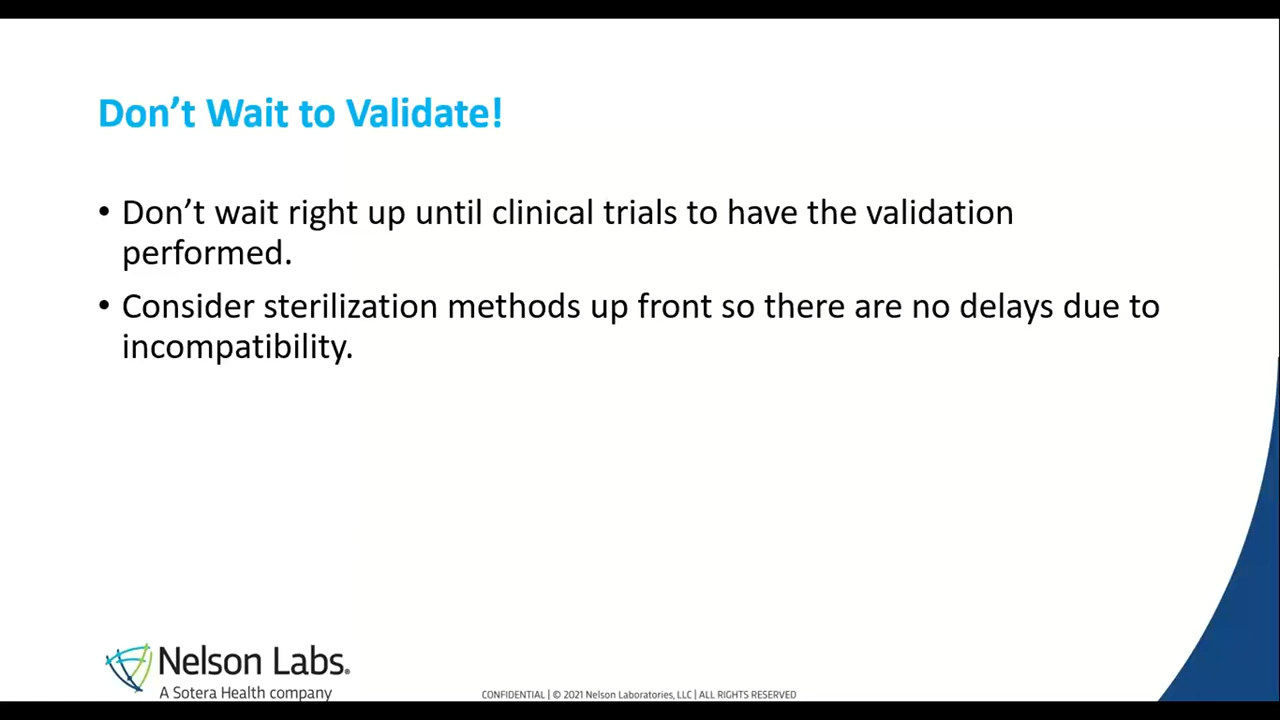 Don’t Wait to Validate!
• Don’t wait right up until clinical trials to have the validation
performed.
• Consider sterilization methods up front so there are no delays due to
incompatibility.
Nelson Labs®
A Sotera Health company
CONFIDENTIAL | © 2021 Nelson Laboratories, LLC | ALL RIGHTS RESERVED